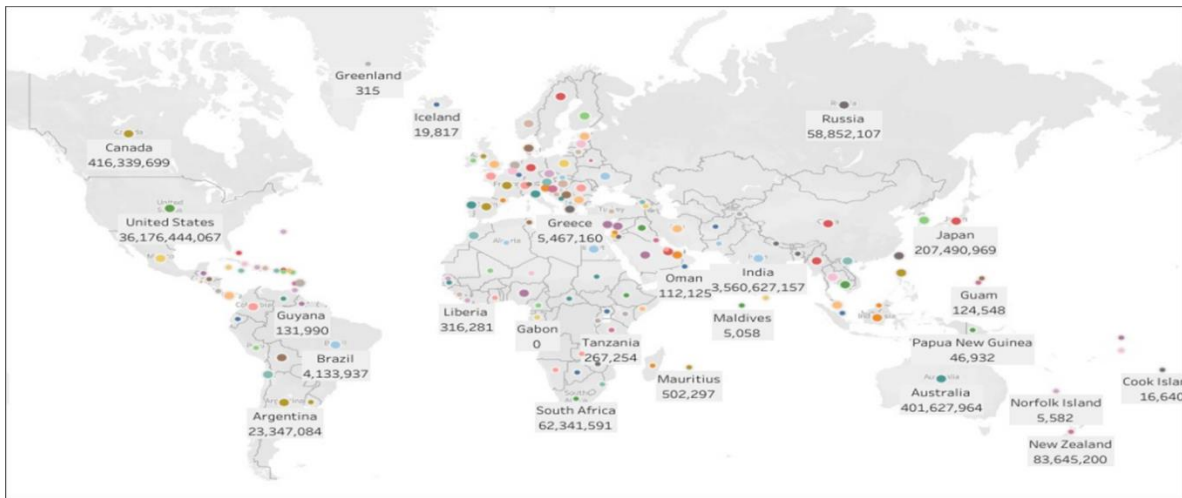 Greenland
315
Iceland
19,817
Russia
58,852,107
Canada
416,339,699
United States
36,176,444,067
Greece
5,467,160
Japan
207,490,969
India
3,560,627,157
Oman
112,125
Guam
124,548
Maldives
5,058
Guyana
131,990
Liberia
316,281
Gabon
0
Tanzania
267,254
Papua New Guinea
46,932
Brazil
4,133,937
Mauritius
502,297
Cook Islan
16,640
Australia
401,627,964
Norfolk Island
5,582
Argentina
23,347,084
South Africa
62,341,591
New Zealand
83,645,200